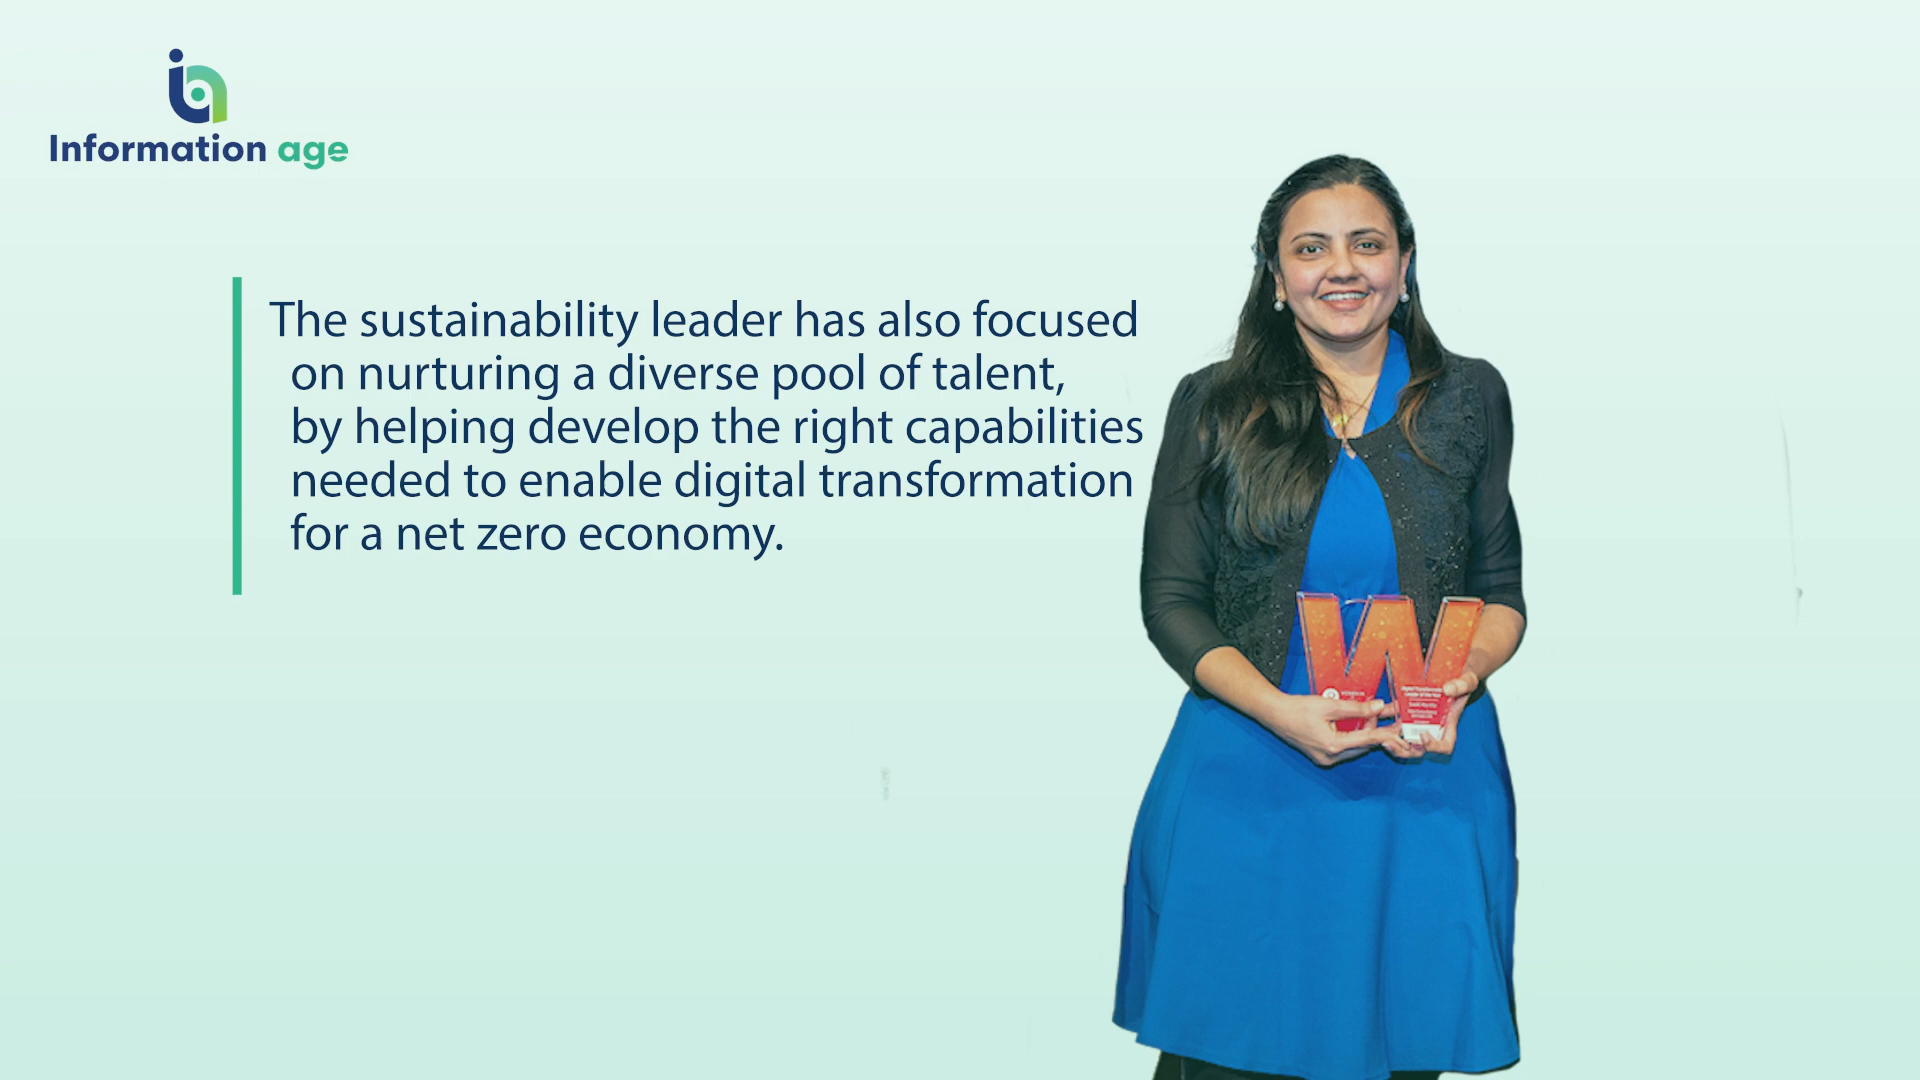 Information age
The sustainability leader has also focused
on nurturing a diverse pool of talent,
by helping develop the right capabilities
needed to enable digital transformation
for a net zero economy.
W